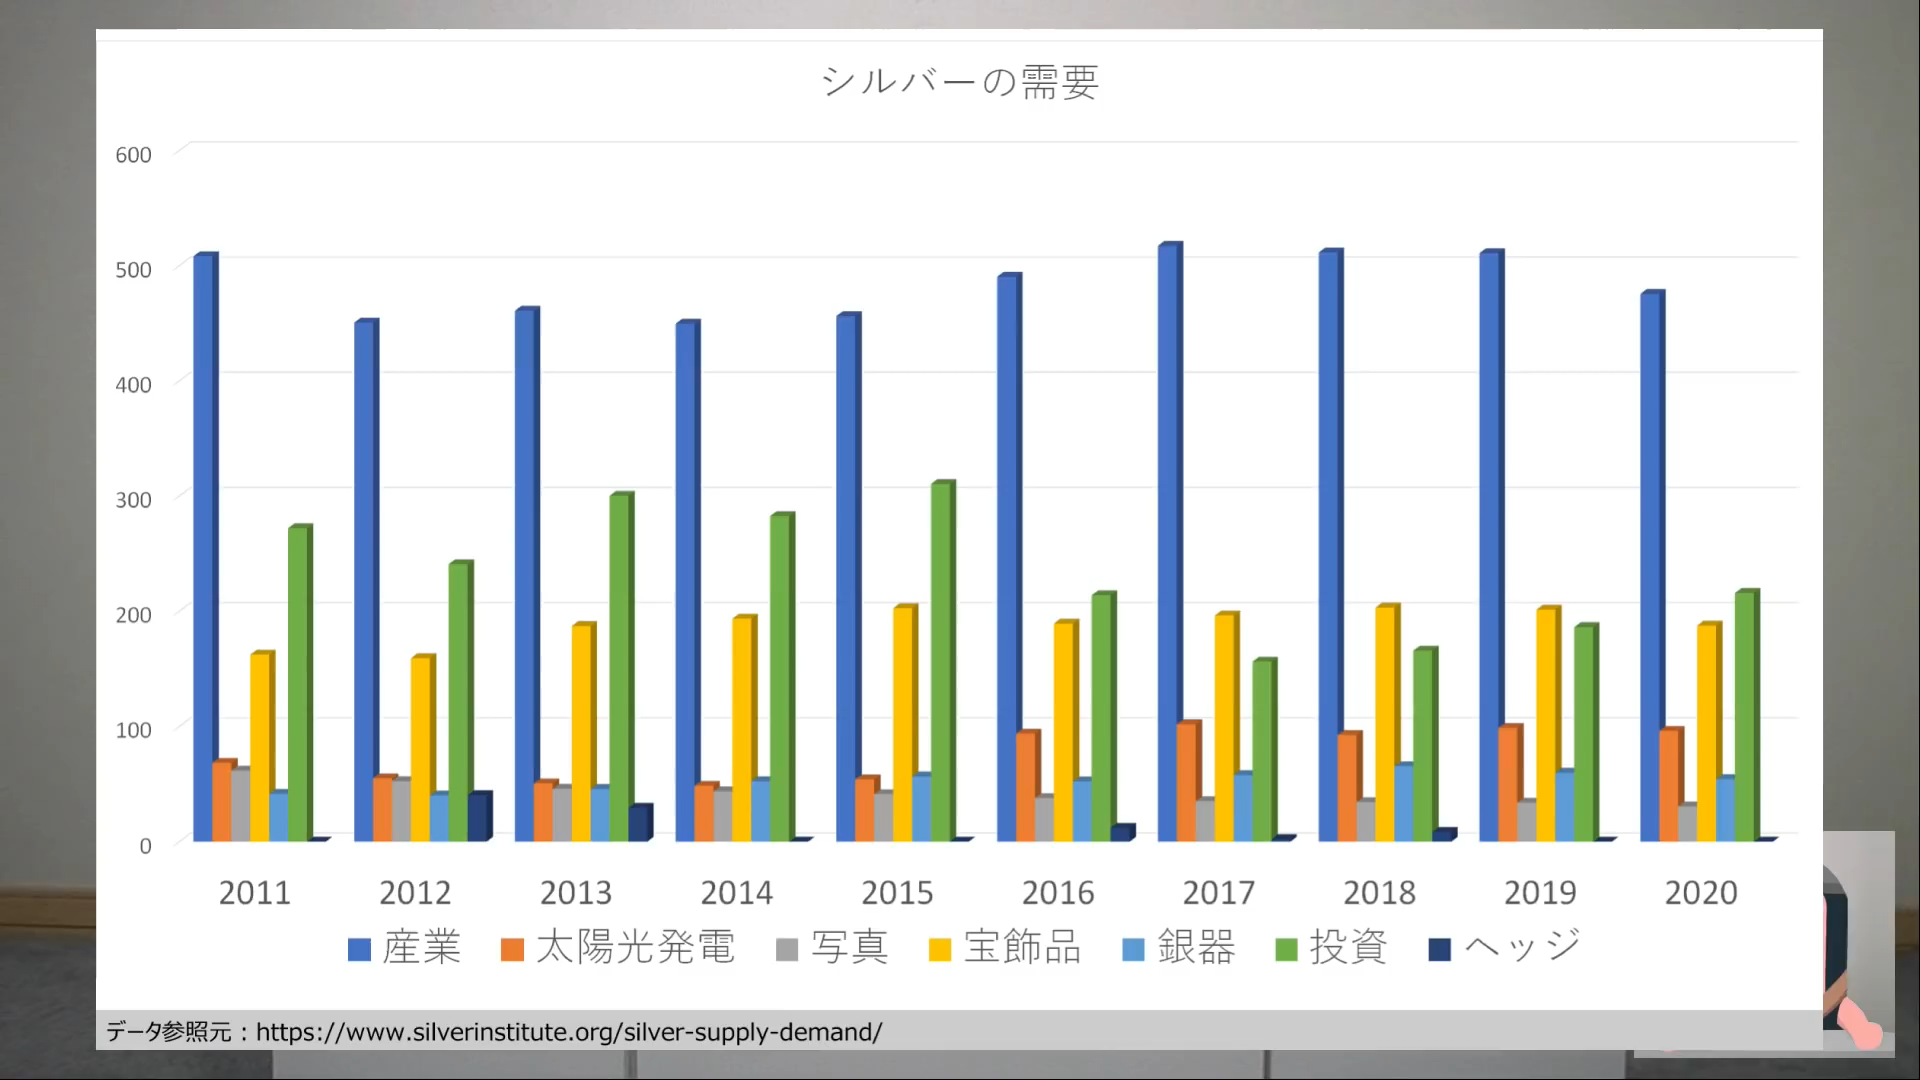 シルバーの需要
600
500
400
300
200
100
0
2011 2012 2013 2014 2015 2016 2017 2018 2019 2020
産業 太陽光発電 写真 宝飾品 銀器 投資 ヘッジ
データ参照元：https://www.silverinstitute.org/silver-supply-demand/